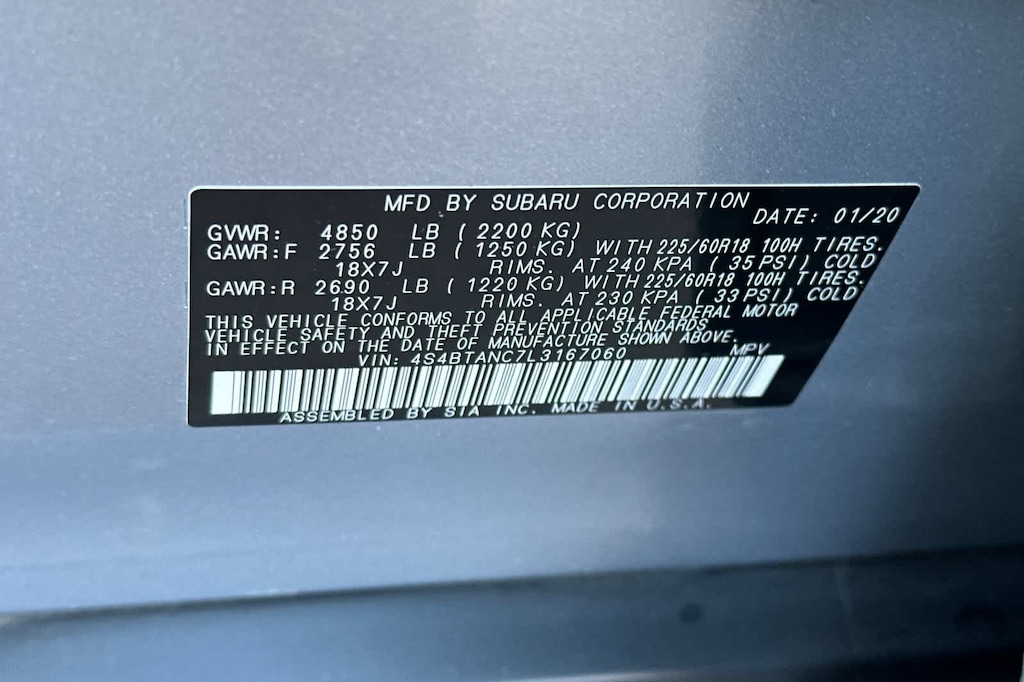 MFD BY SUBARU CORPORATION
DATE: 01/20
GVWR: 4850 LB ( 2200 KG)
GAWR:F 2756 LB ( 1250 KG) WITH 225/60R18 100H TIRES.
18X7J RIMS. AT 240 KPA ( 35 PSI) COLD
GAWR:R 2690 LB ( 1220 KG) WITH 225/60R18 100H TIRES.
18X7J RIMS. AT 230 KPA ( 33 PSI) COLD
THIS VEHICLE CONFORMS TO ALL APPLICABLE FEDERAL MOTOR
VEHICLE SAFETY AND THEFT PREVENTION STANDARDS
IN EFFECT ON THE DATE OF MANUFACTURE SHOWN ABOVE.
VIN: 4S4BTANC7L3167060 MPV
ASSEMBLED BY SIA INC. MADE IN U.S.A.